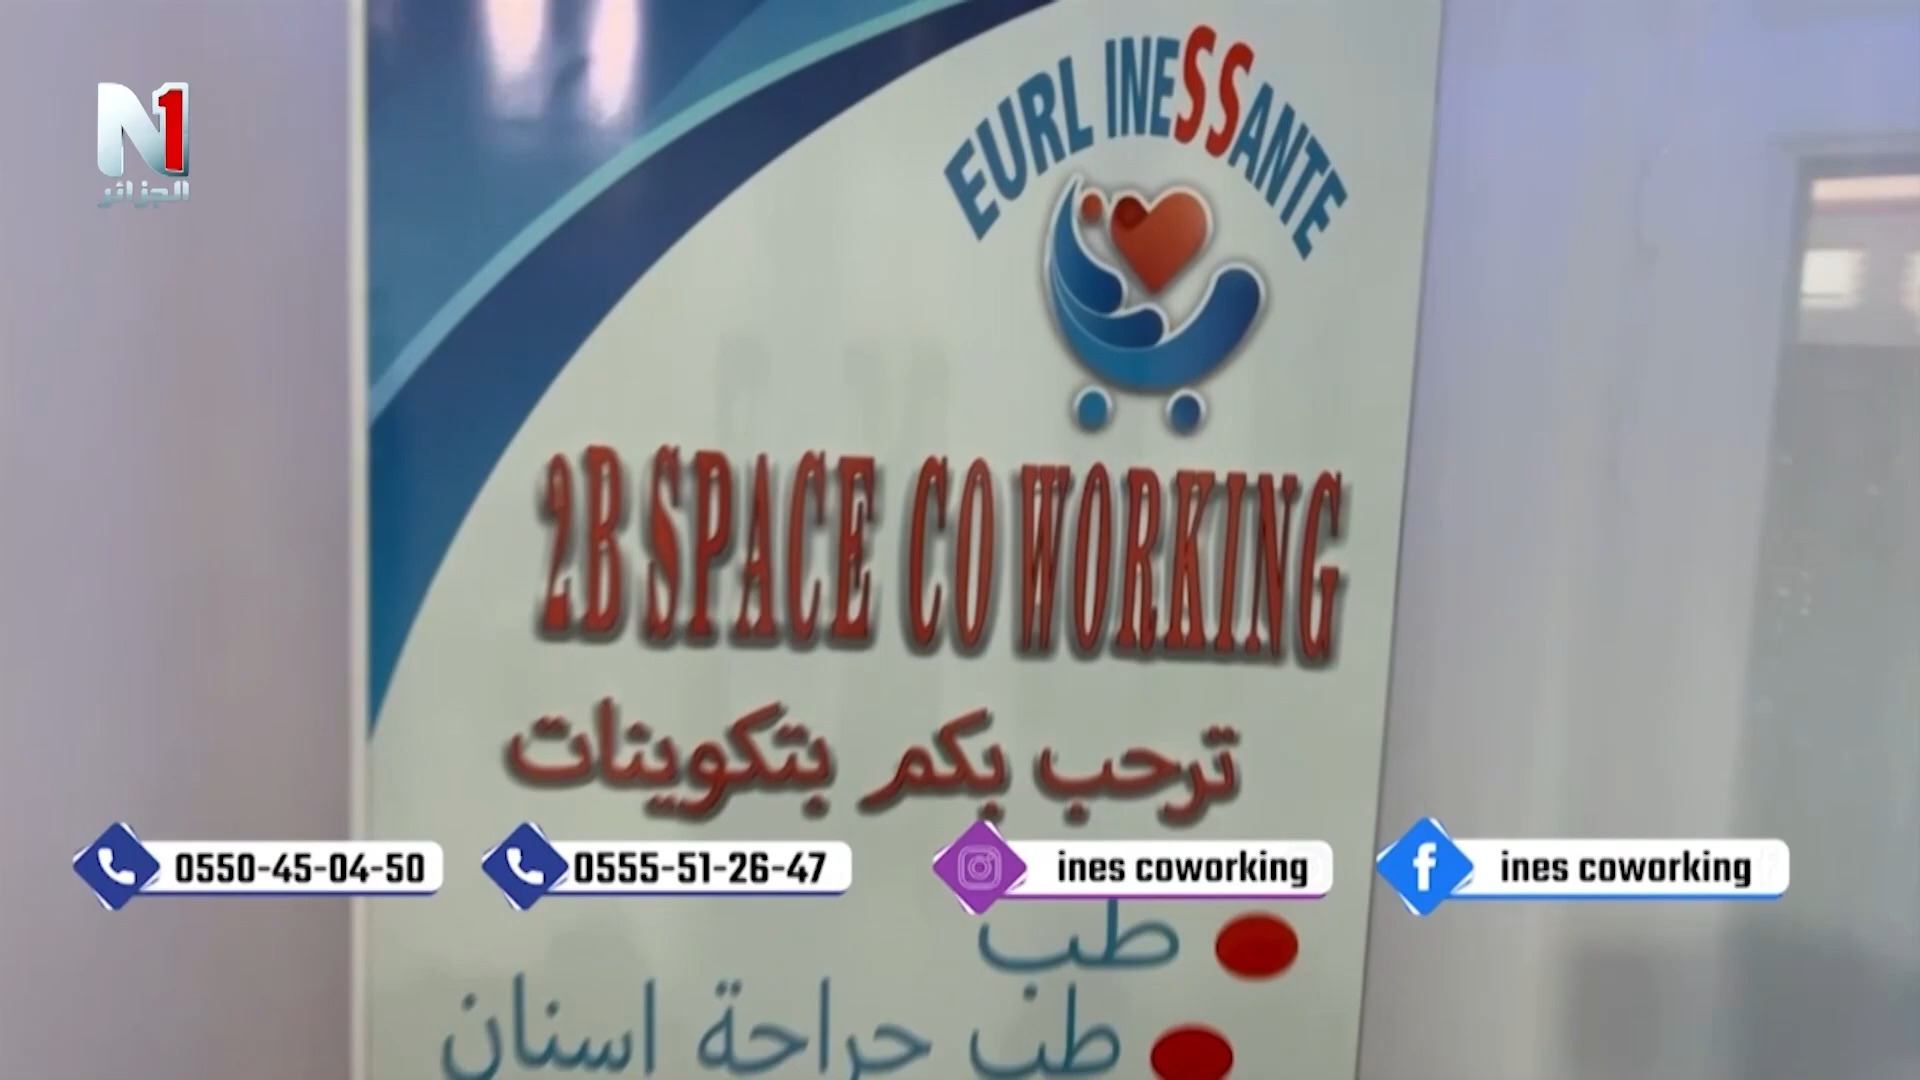 N1
الجزائر
EURL INESSANTE
2B SPACE CO WORKING
ترحب بكم بتكوينات
0550-45-04-50
0555-51-26-47
ines coworking
ines coworking
طب
طب جراحة اسنان